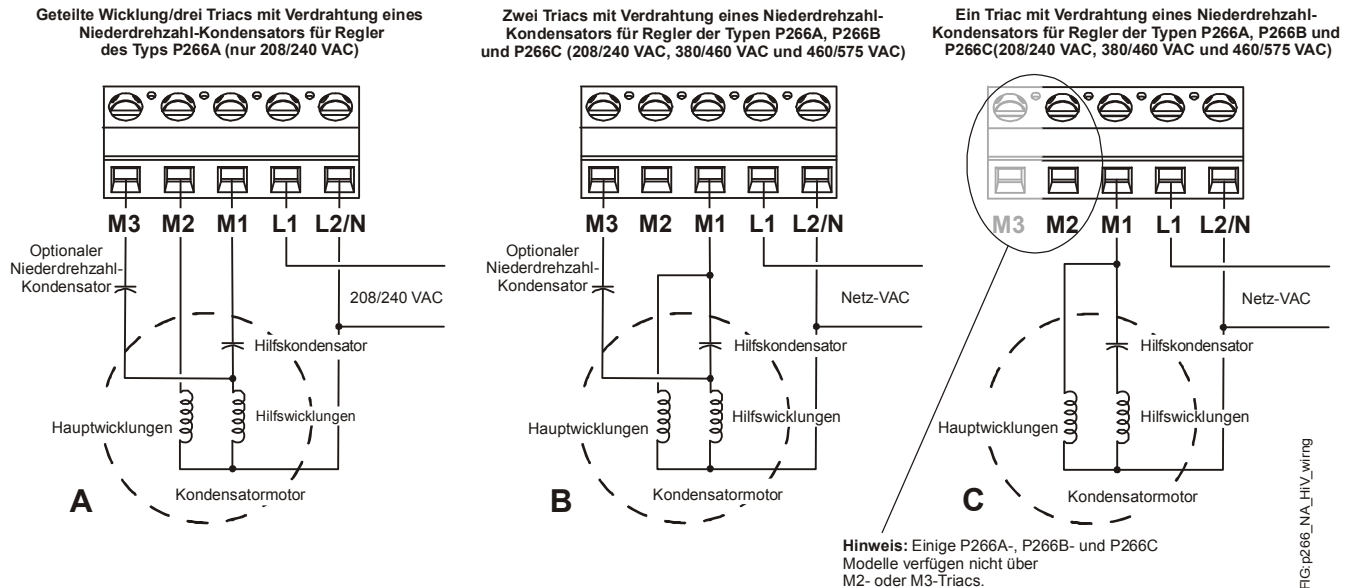 Geteilte Wicklung/drei Triacs mit Verdrahtung eines
Niederdrehzahl-Kondensators für Regler
des Typs P266A (nur 208/240 VAC)
M3 M2 M1 L1 L2/N
Optionaler
Niederdrehzahl-
Kondensator
208/240 VAC
Hilfskondensator
Hauptwicklungen
Hilfswicklungen
A
Kondensatormotor
Zwei Triacs mit Verdrahtung eines Niederdrehzahl-
Kondensators für Regler der Typen P266A, P266B
und P266C (208/240 VAC, 380/460 VAC und 460/575 VAC)
M3 M2 M1 L1 L2/N
Optionaler
Niederdrehzahl-
Kondensator
Netz-VAC
Hilfskondensator
Hauptwicklungen
Hilfswicklungen
B
Kondensatormotor
Ein Triac mit Verdrahtung eines Niederdrehzahl-
Kondensators für Regler der Typen P266A, P266B und
P266C(208/240 VAC, 380/460 VAC und 460/575 VAC)
M3 M2 M1 L1 L2/N
Netz-VAC
Hilfskondensator
Hauptwicklungen
Hilfswicklungen
C
Kondensatormotor
Hinweis: Einige P266A-, P266B- und P266C
Modelle verfügen nicht über
M2- oder M3-Triacs.
FIG:p266_NA_HiV_wirng